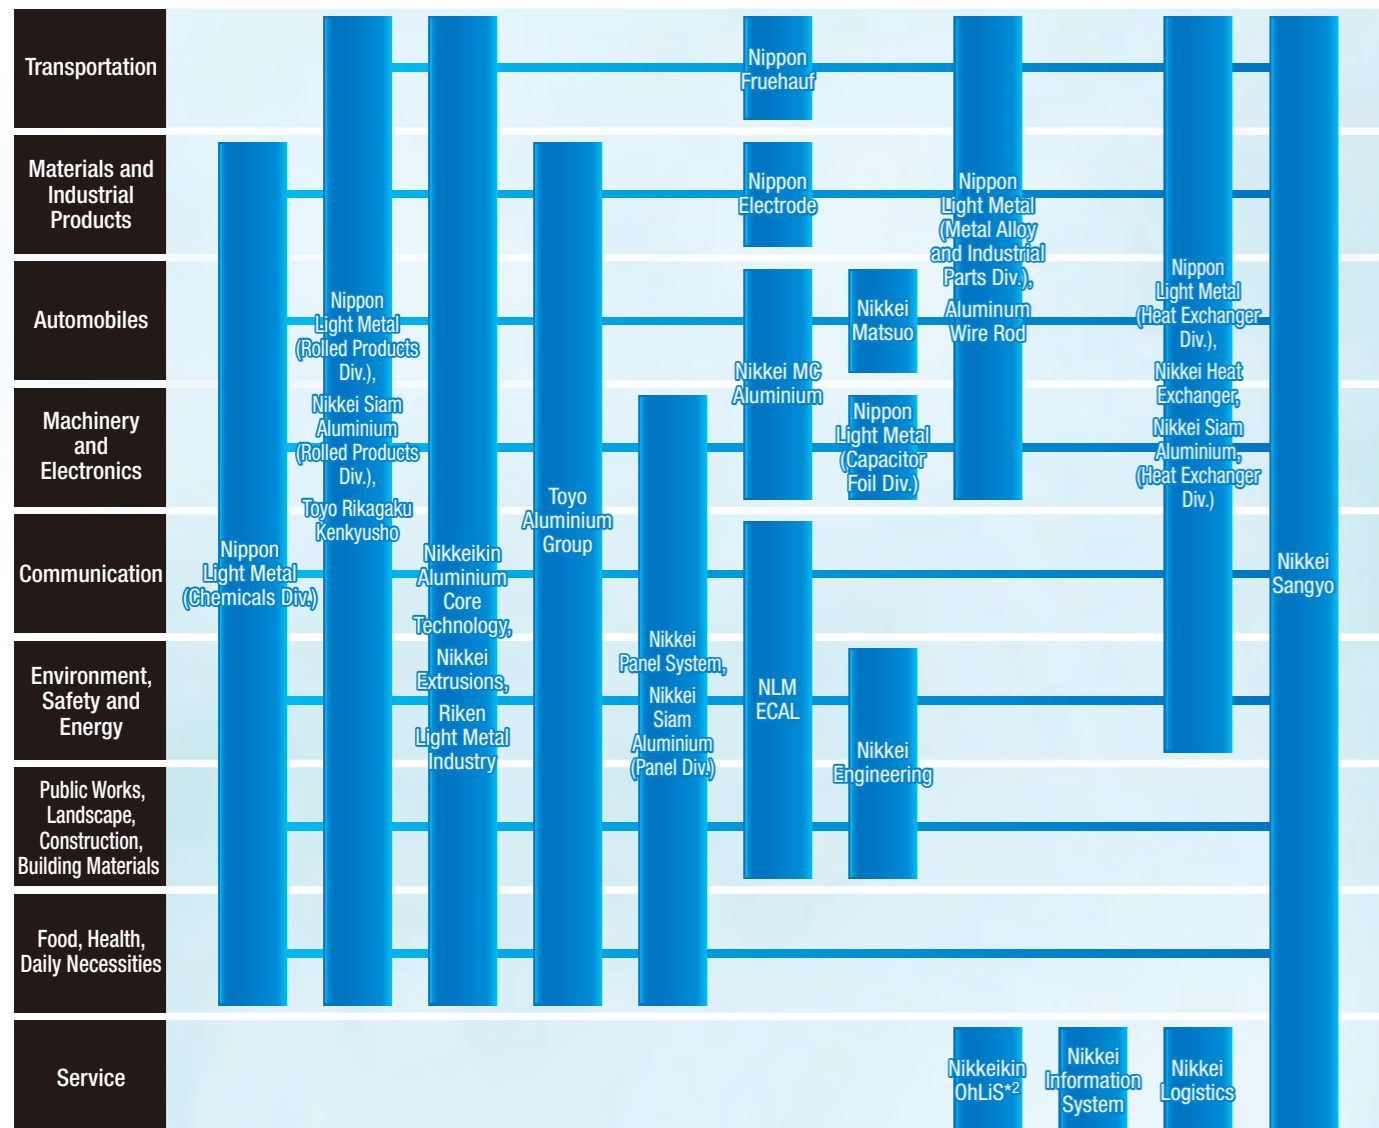 Transportation
Materials and
Industrial
Products
Automobiles
Machinery
and
Electronics
Communication
Environment,
Safety and
Energy
Public Works,
Landscape,
Construction,
Building Materials
Food, Health,
Daily Necessities
Service
Nippon
Light Metal
(Chemicals Div.)
Nippon
Light Metal
(Rolled Products
Div.),
Nikkei Siam
Aluminium
(Rolled Products
Div.),
Toyo Rikagaku
Kenkyusho
Nikkeikin
Aluminium
Core
Technology,
Nikkei
Extrusions,
Riken
Light Metal
Industry
Toyo
Aluminium
Group
Nikkei
Panel System,
Nikkei
Siam
Aluminium
(Panel Div.)
Nippon
Fruehauf
Nippon
Electrode
Nikkei MC
Aluminium
NLM
ECAL
Nikkei
Matsuo
Nippon
Light Metal
(Capacitor
Foil Div.)
Nikkei
Engineering
Nippon
Light Metal
(Metal Alloy
and Industrial
Parts Div.),
Aluminum
Wire Rod
Nikkeikin
OhLiS*2
Nikkei
Information
System
Nippon
Light Metal
(Heat Exchanger
Div.),
Nikkei Heat
Exchanger,
Nikkei Siam
Aluminium,
(Heat Exchanger
Div.)
Nikkei
Logistics
Nikkei
Sangyo